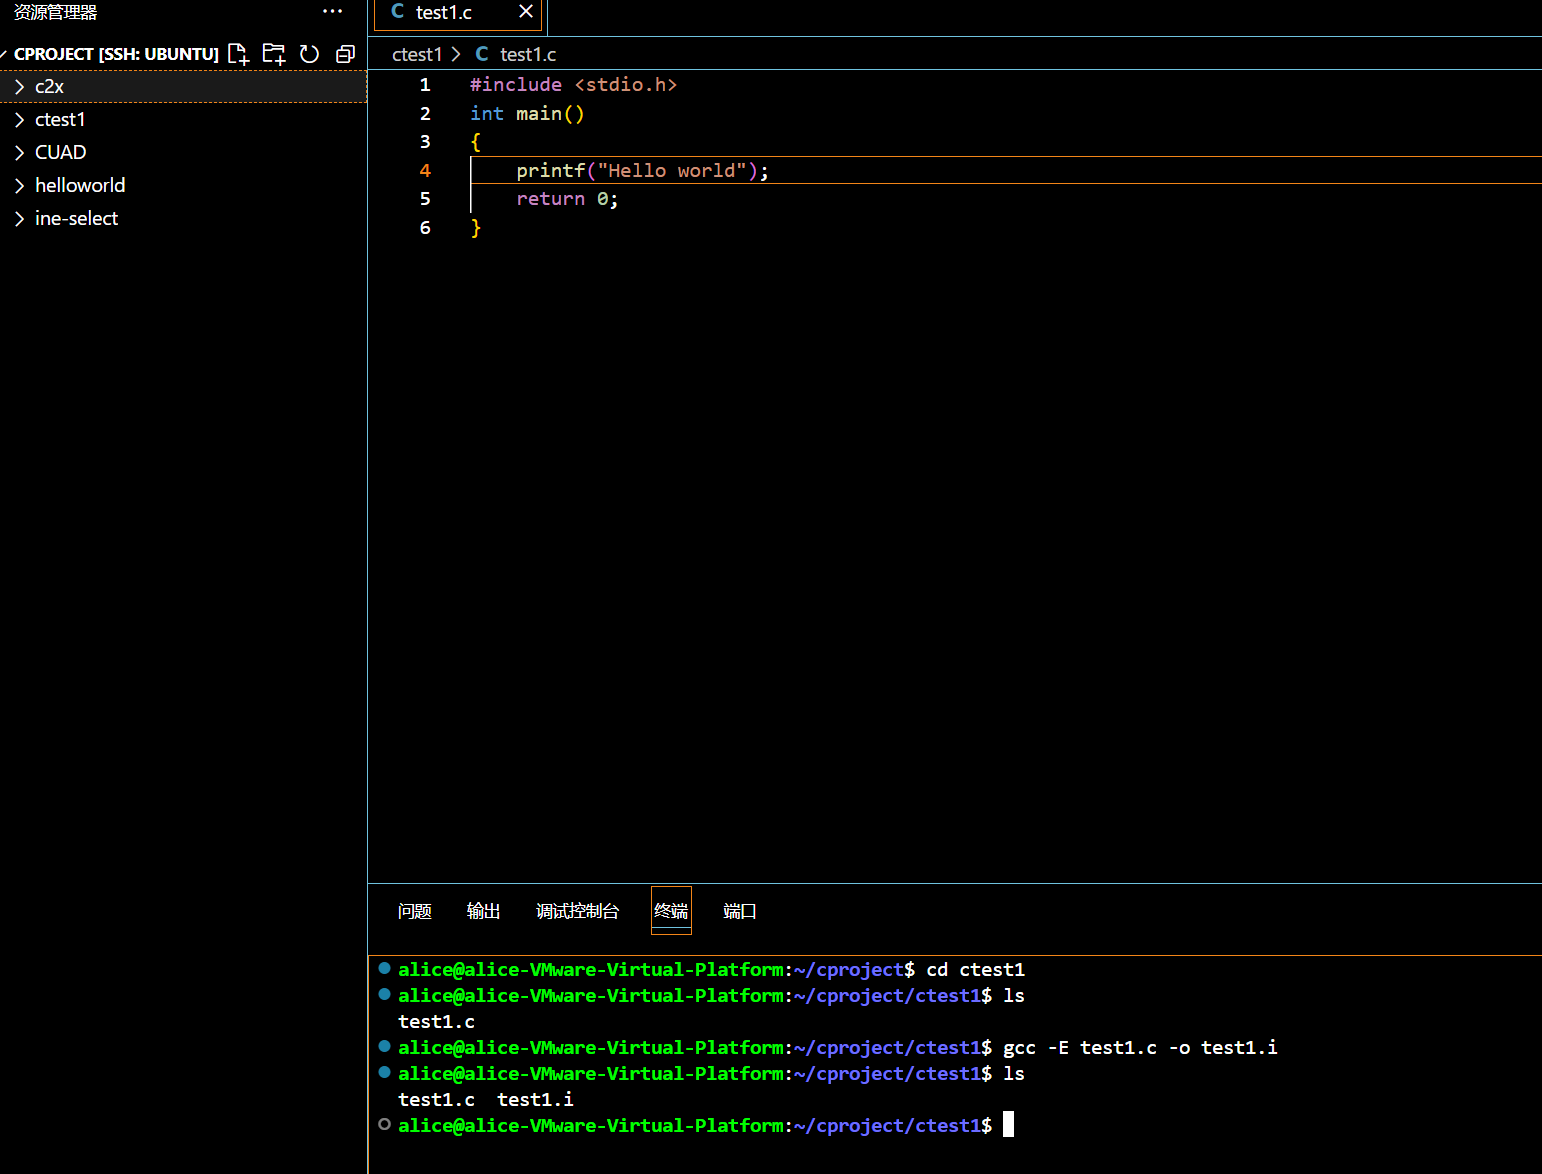 资源管理器
CPROJECT [SSH: UBUNTU]
c2x
ctest1
CUAD
helloworld
ine-select
test1.c
ctest1 > C test1.c
1 #include <stdio.h>
2 int main()
3 {
4 printf("Hello world");
5 return 0;
6 }
问题 输出 调试控制台 终端 端口
alice@alice-VMware-Virtual-Platform:~/cproject$ cd ctest1
alice@alice-VMware-Virtual-Platform:~/cproject/ctest1$ ls
test1.c
alice@alice-VMware-Virtual-Platform:~/cproject/ctest1$ gcc -E test1.c -o test1.i
alice@alice-VMware-Virtual-Platform:~/cproject/ctest1$ ls
test1.c  test1.i
alice@alice-VMware-Virtual-Platform:~/cproject/ctest1$